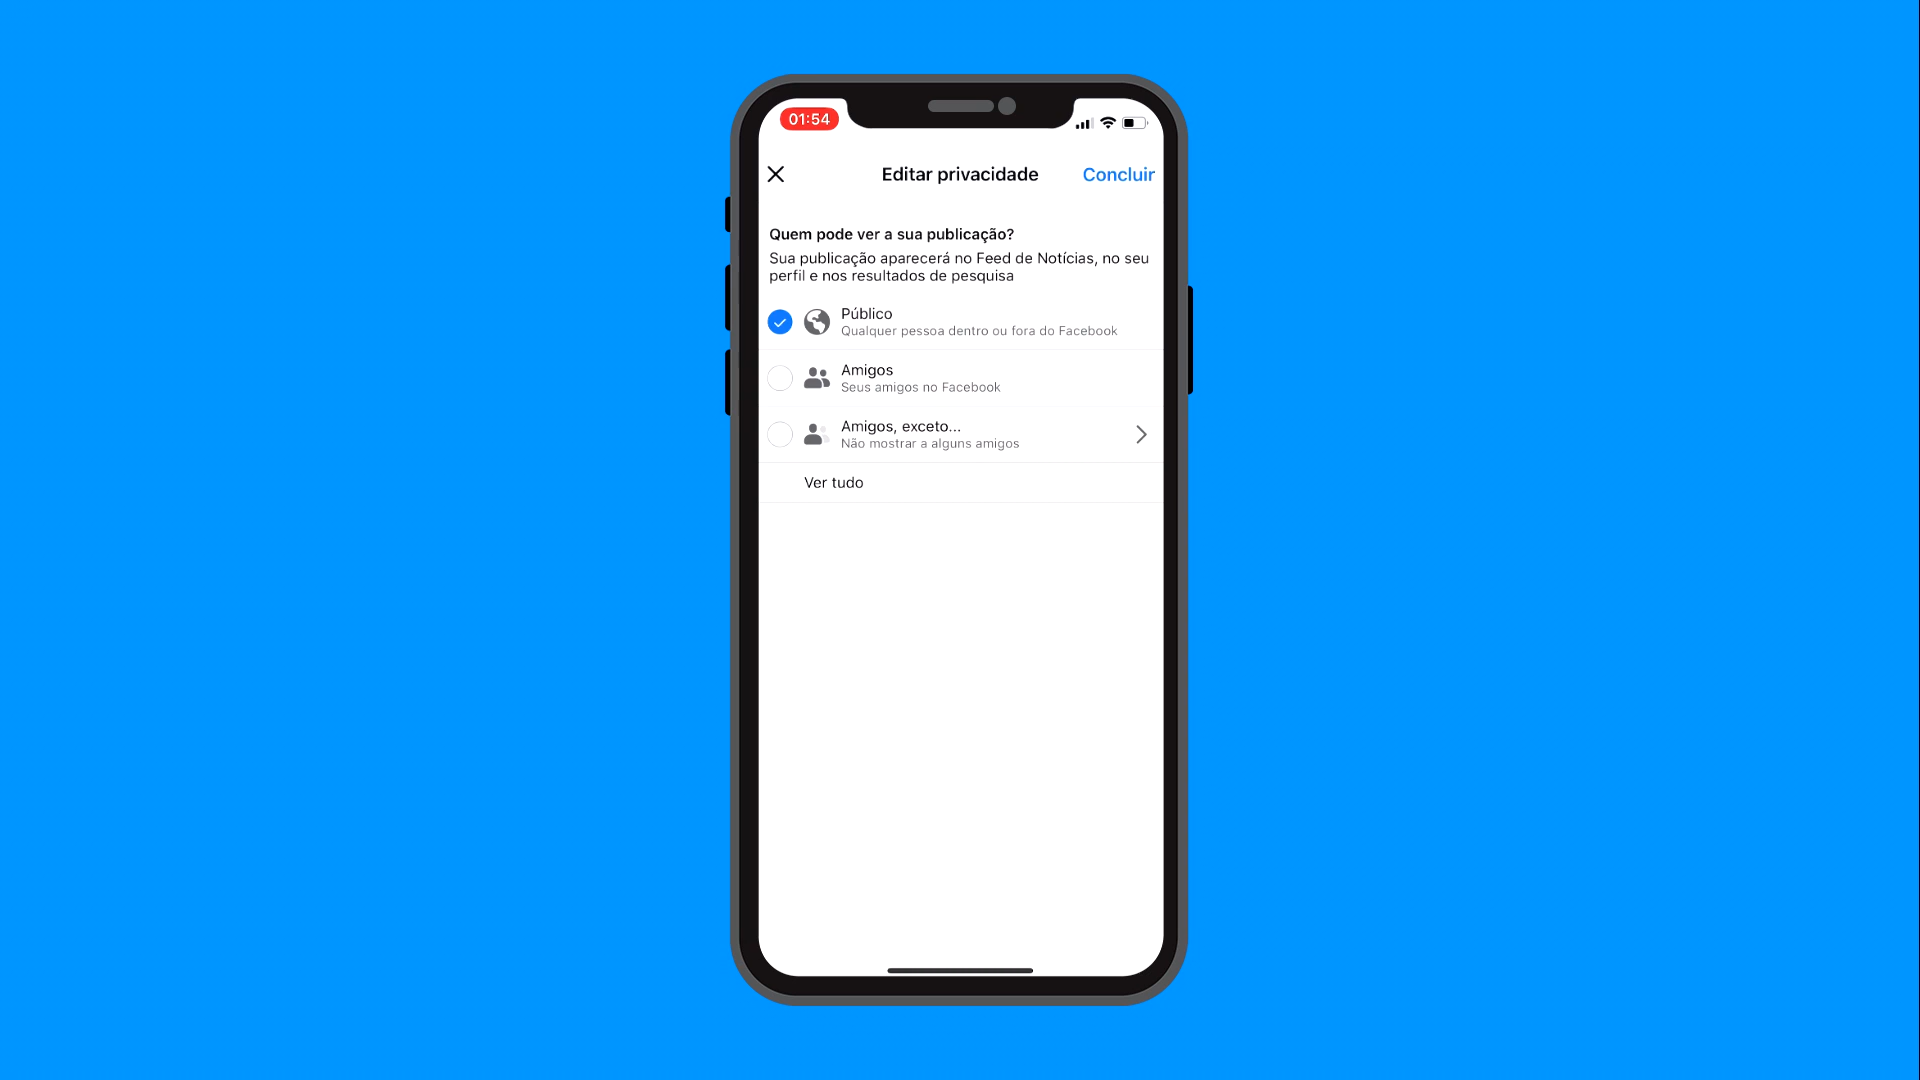 01:54
Editar privacidade
Concluir
Quem pode ver a sua publicação?
Sua publicação aparecerá no Feed de Notícias, no seu
perfil e nos resultados de pesquisa
Público
Qualquer pessoa dentro ou fora do Facebook
Amigos
Seus amigos no Facebook
Amigos, exceto...
Não mostrar a alguns amigos
Ver tudo